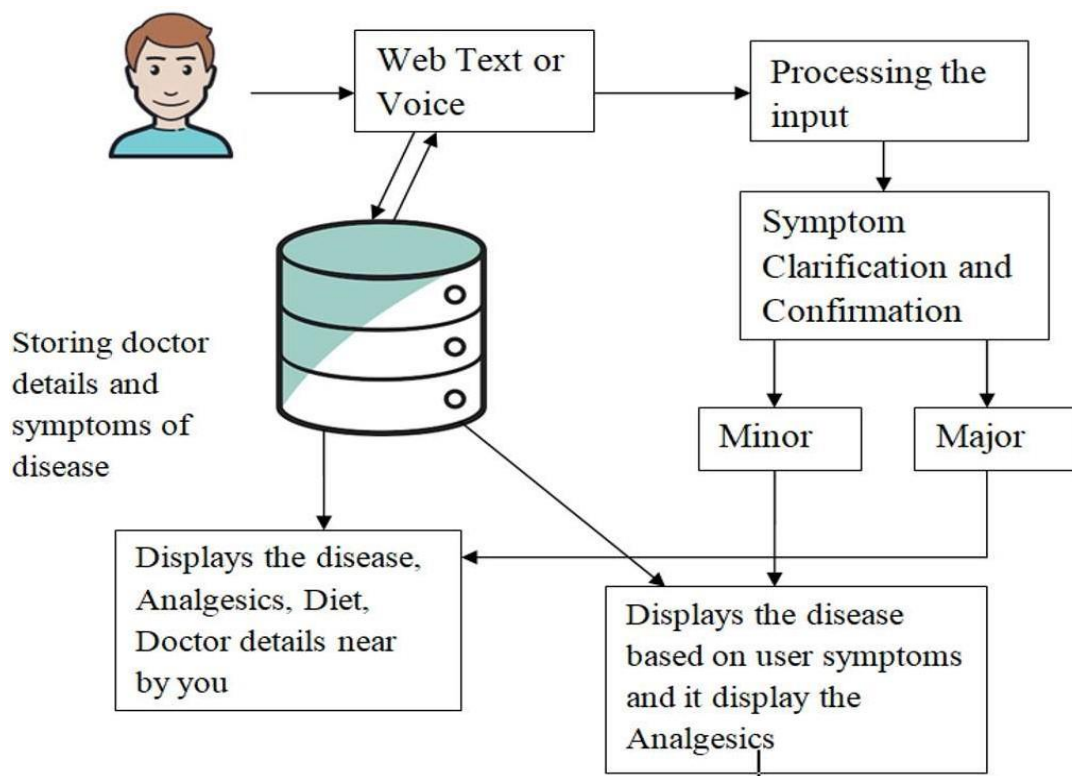 Web Text or
Voice
Processing the
input
Symptom
Clarification and
Confirmation
Storing doctor
details and
symptoms of
disease
Minor
Major
Displays the disease,
Analgesics, Diet,
Doctor details near
by you
Displays the disease
based on user symptoms
and it display the
Analgesics